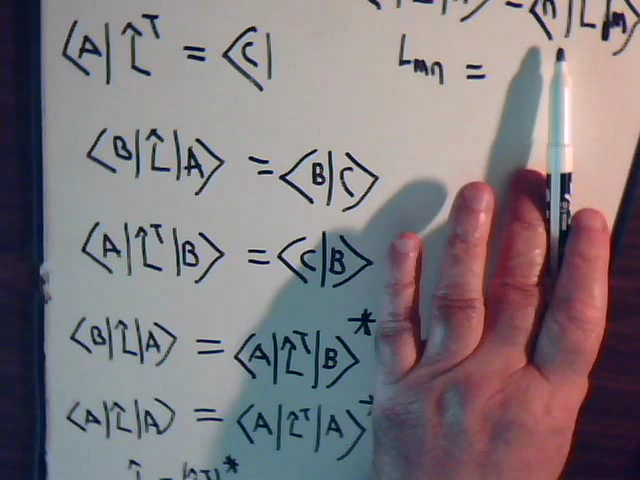 ⟨A|L̂ᵀ = ⟨C|
⟨B|L̂|A⟩ = ⟨B|C⟩
⟨A|L̂ᵀ|B⟩ = ⟨C|B⟩
⟨B|L̂|A⟩ = ⟨A|L̂ᵀ|B⟩*
⟨A|L̂|A⟩ = ⟨A|L̂ᵀ|A⟩
= ⟨n|L|m⟩
Lmn =